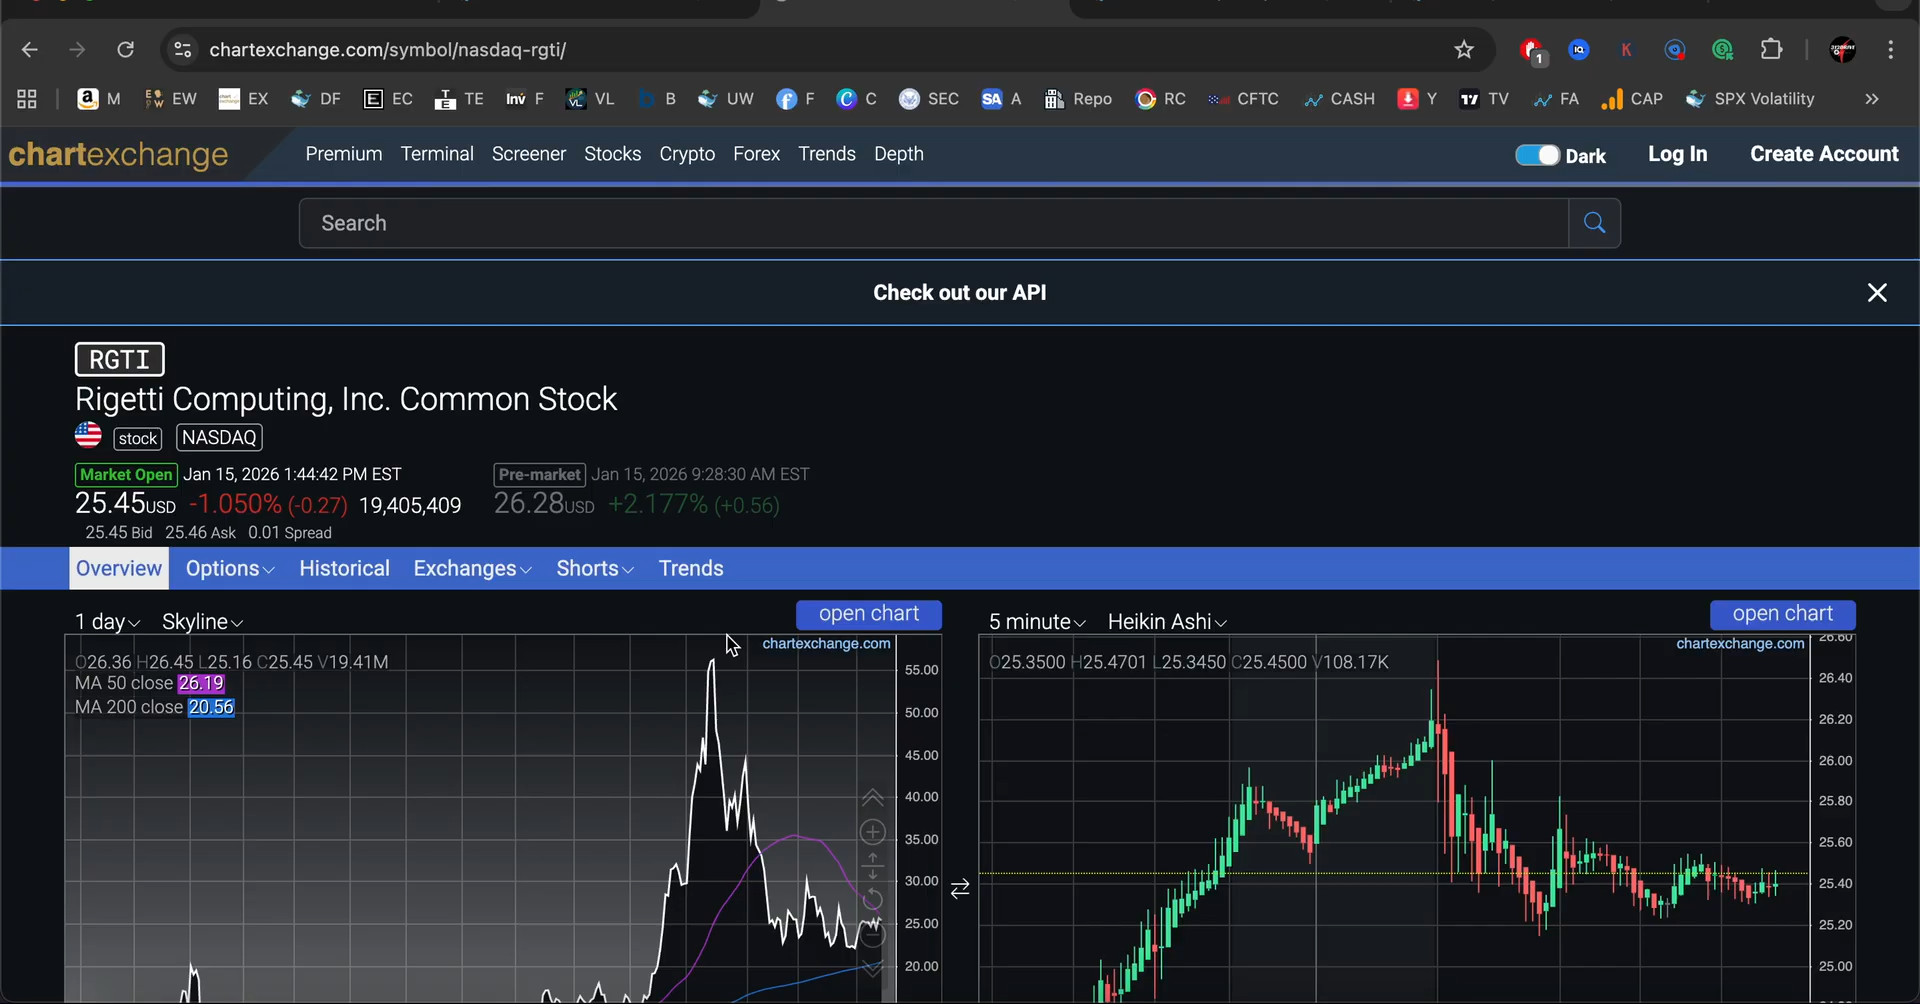 chartexchange.com/symbol/nasdaq-rgti/
1
M EW EX DF EC TE Inv F VL B UW F C SEC SA A Repo RC CFTC CASH Y TV FA CAP SPX Volatility
chartexchange Premium Terminal Screener Stocks Crypto Forex Trends Depth Dark Log In Create Account
Search
Check out our API
RGTI
Rigetti Computing, Inc. Common Stock
stock NASDAQ
Market Open Jan 15, 2026 1:44:42 PM EST Pre-market Jan 15, 2026 9:28:30 AM EST
25.45USD -1.050% (-0.27) 19,405,409 26.28USD +2.177% (+0.56)
25.45 Bid 25.46 Ask 0.01 Spread
Overview Options Historical Exchanges Shorts Trends
1 day Skyline open chart
chartexchange.com
O26.36 H26.45 L25.16 C25.45 V19.41M
MA 50 close 26.19
MA 200 close 20.56
55.00
50.00
45.00
40.00
35.00
30.00
25.00
20.00
5 minute Heikin Ashi open chart
chartexchange.com
O25.3500 H25.4701 L25.3450 C25.4500 V108.17K
26.60
26.40
26.20
26.00
25.80
25.60
25.40
25.20
25.00